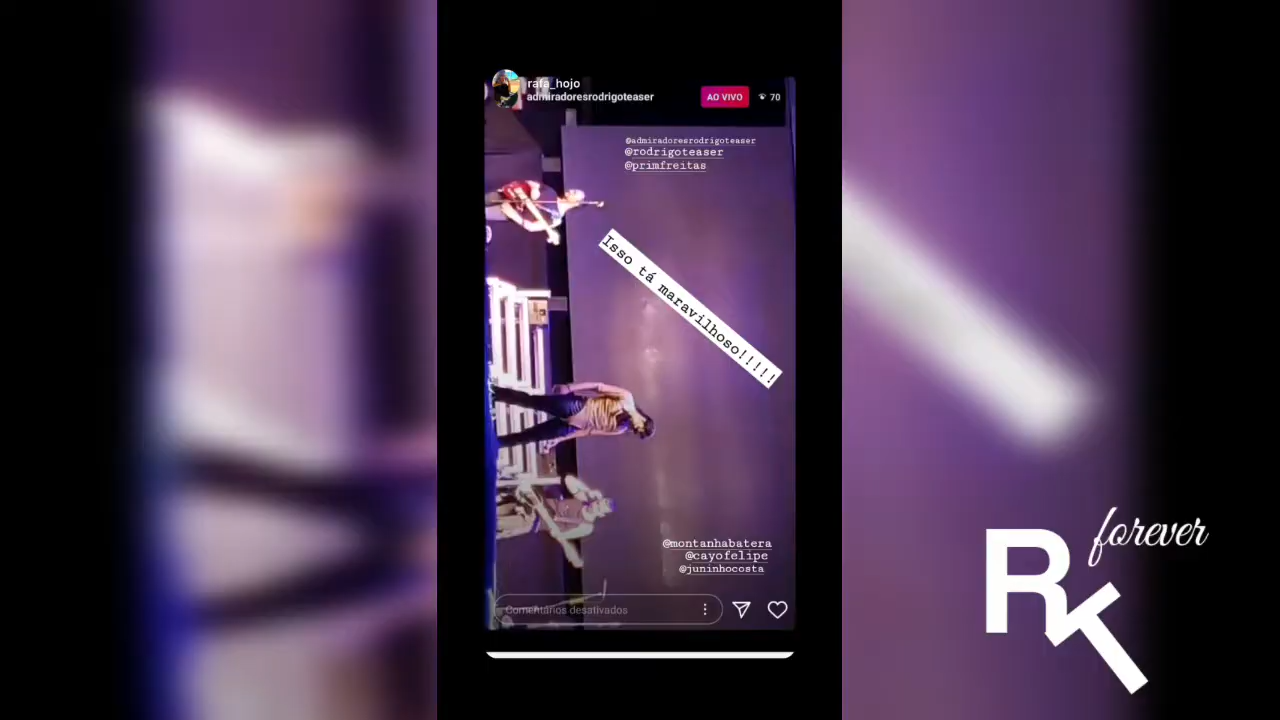 rafa_hojo
admiradoresrodrigoteaser
AO VIVO
70
@admiradoresrodrigoteaser
@rodrigoteaser
@primfreitas
Isso tá maravilhoso!!!!!
@montanhabatera
@cayofelipe
@juninhocosta
Comentários desativados
forever
RK